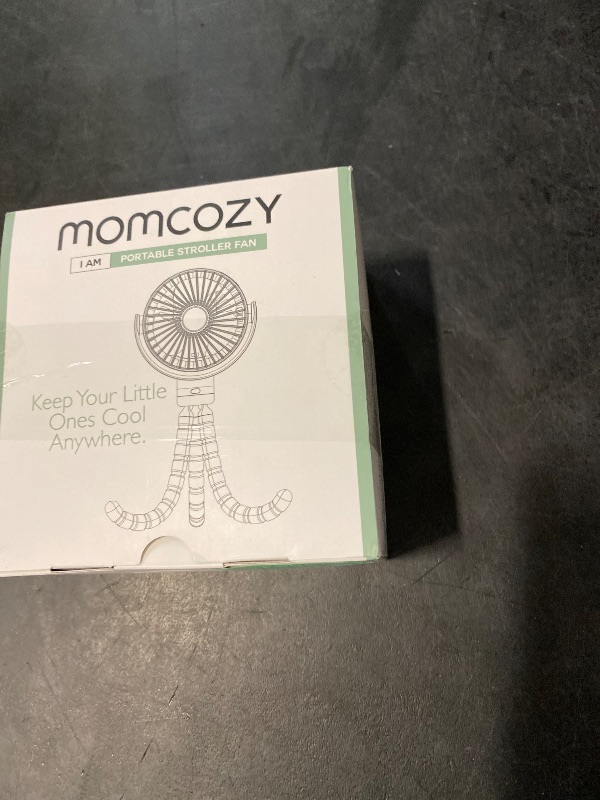 momcozy
I AM PORTABLE STROLLER FAN
Keep Your Little
Ones Cool
Anywhere.